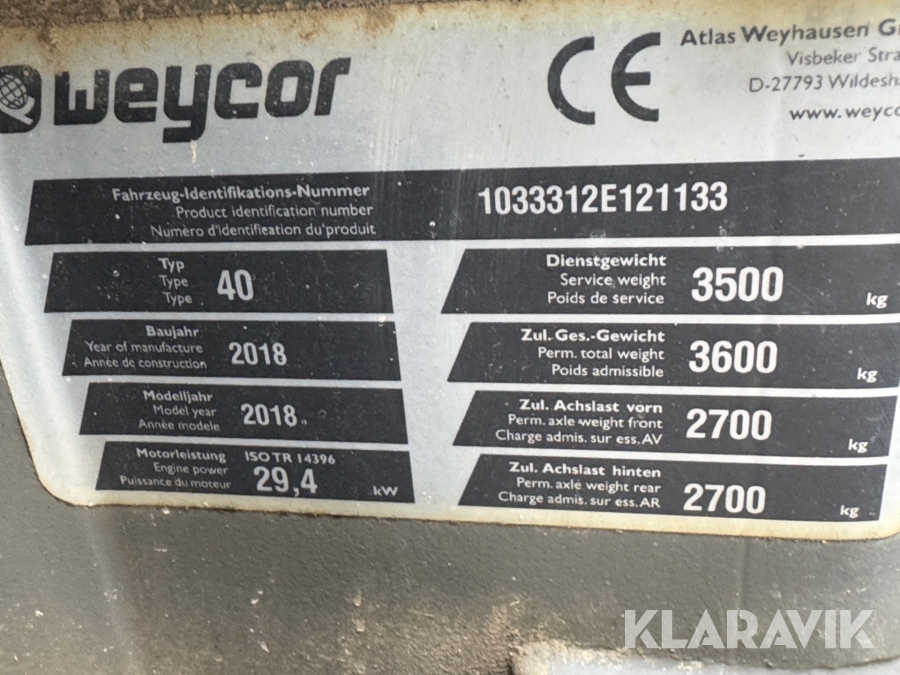 weycor
CE
Atlas Weyhausen
Visbeker
D-27793
Fahrzeug-Identifikations-Nummer
Product identification number
Numéro d'identification du produit
1033312E121133
Typ
Type
Type
40
Dienstgewicht
Service weight
Poids de service
3500
kg
Baujahr
Year of manufacture
Année de construction
2018
Zul. Ges.-Gewicht
Perm. total weight
Poids admissible
3600
kg
Modelljahr
Model year
Année modele
2018
Zul. Achslast vorn
Perm. axle weight front
Charge admis. sur ess. AV
2700
kg
Motorleistung ISO TR 14396
Engine power
Puissance du moteur
29,4
kW
Zul. Achslast hinten
Perm. axle weight rear
Charge admis. sur ess. AR
2700
kg
KLARAVIK